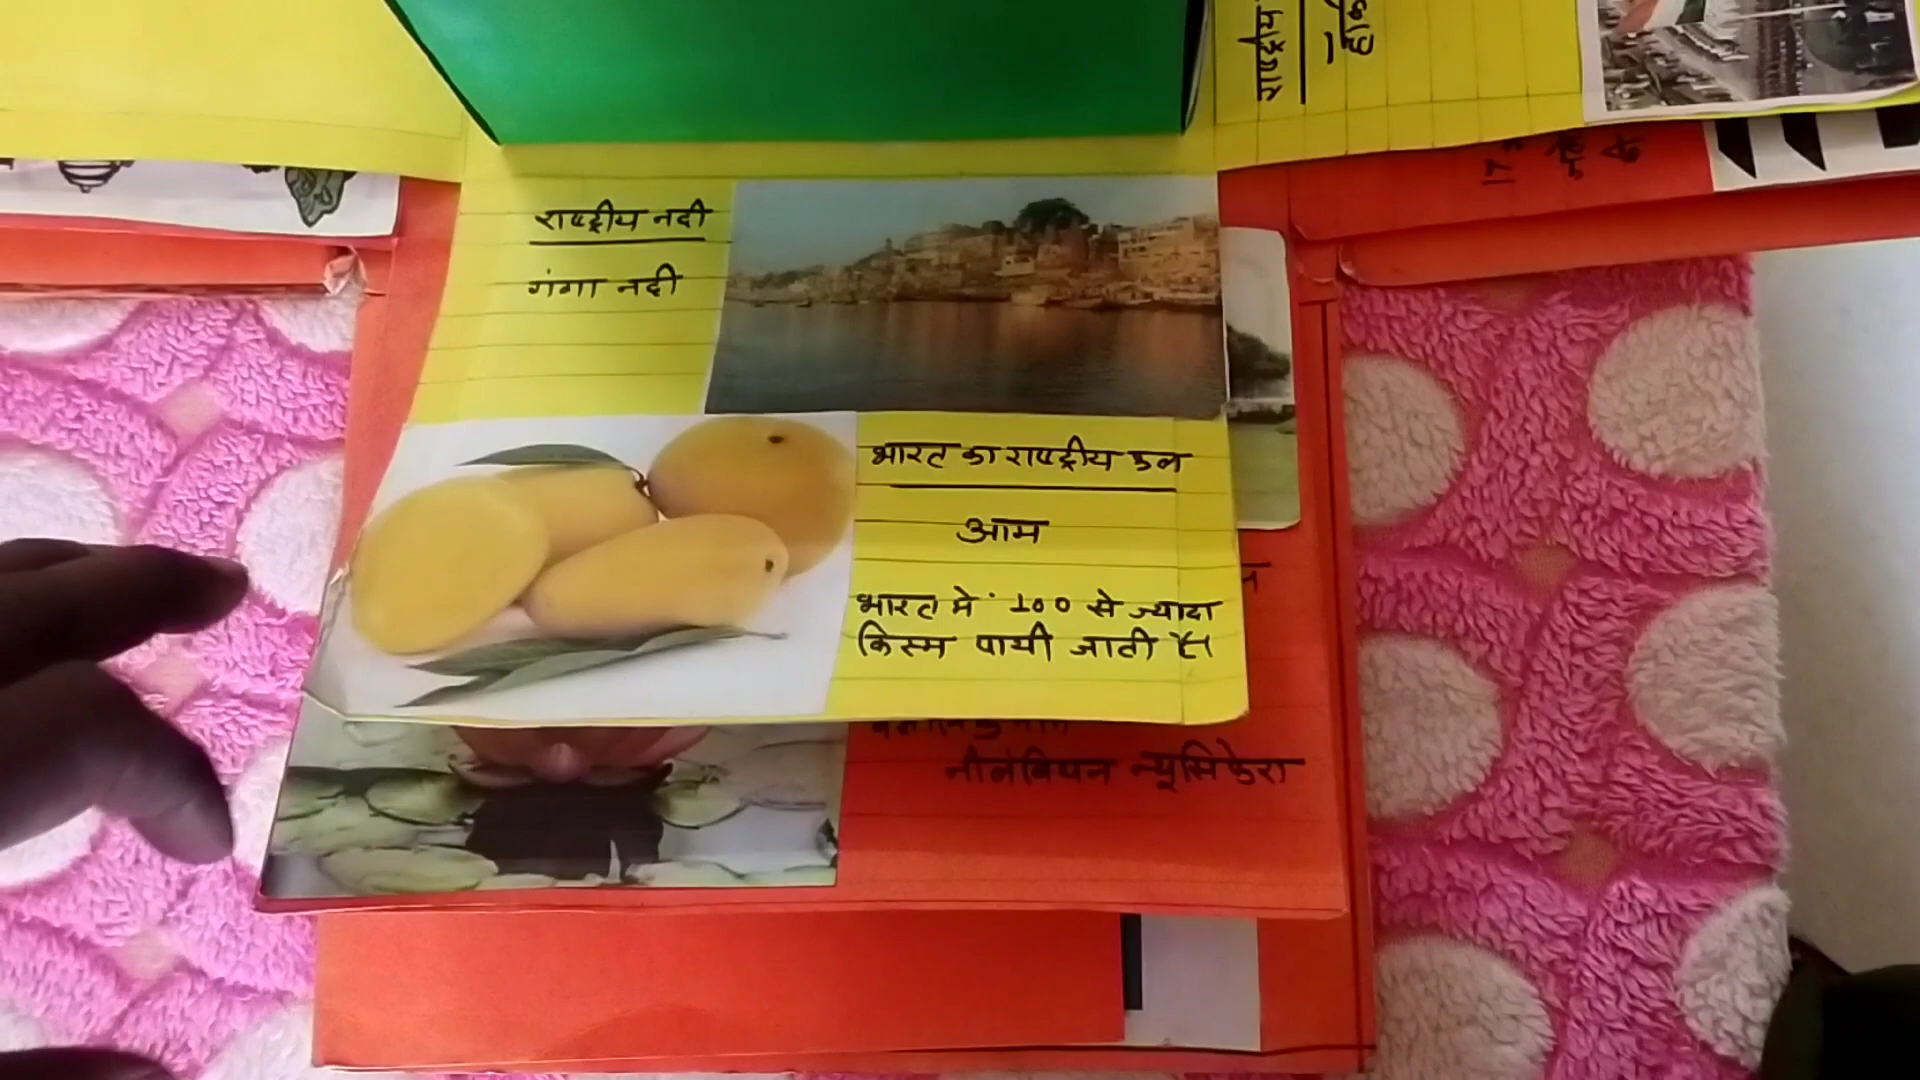 राष्ट्रीय
हॉकी
राष्ट्रीय नदी
गंगा नदी
भारत का राष्ट्रीय फल
आम
भारत में 100 से ज्यादा
किस्म पायी जाती है
नीलंबियन न्यूसिफेरा